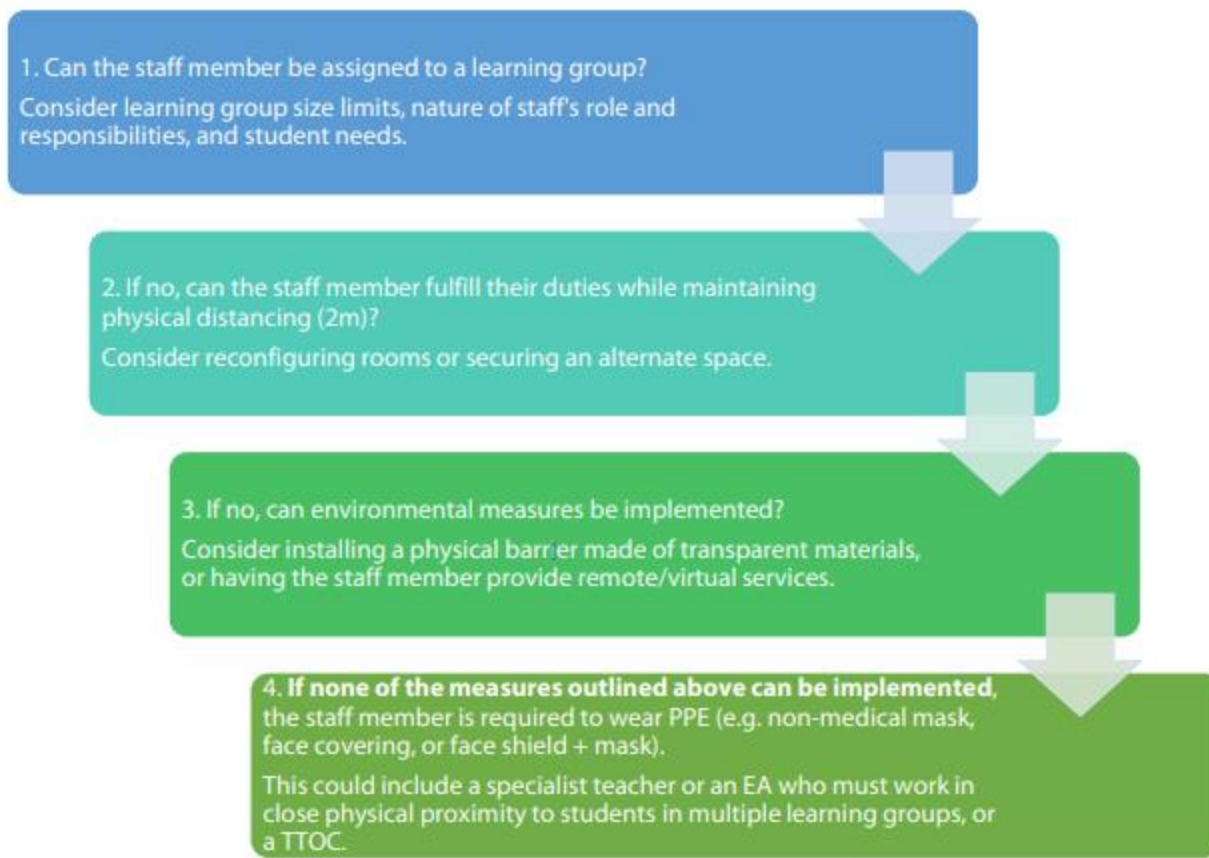 1. Can the staff member be assigned to a learning group?
Consider learning group size limits, nature of staff's role and
responsibilities, and student needs.
2. If no, can the staff member fulfill their duties while maintaining
physical distancing (2m)?
Consider reconfiguring rooms or securing an alternate space.
3. If no, can environmental measures be implemented?
Consider installing a physical barrier made of transparent materials,
or having the staff member provide remote/virtual services.
4. If none of the measures outlined above can be implemented,
the staff member is required to wear PPE (e.g. non-medical mask,
face covering, or face shield + mask).
This could include a specialist teacher or an EA who must work in
close physical proximity to students in multiple learning groups, or
a TTOC.